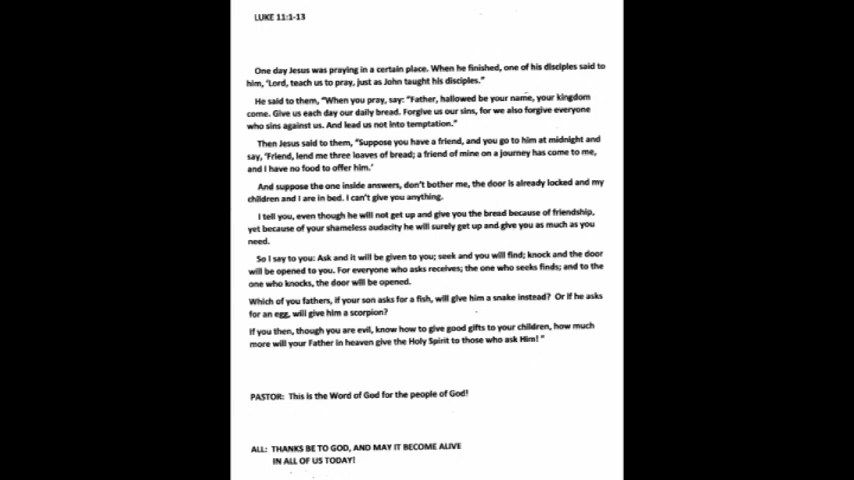 LUKE 11:1-13
One day Jesus was praying in a certain place. When he finished, one of his disciples said to
him, 'Lord, teach us to pray, just as John taught his disciples."
He said to them, "When you pray, say: "Father, hallowed be your name, your kingdom
come. Give us each day our daily bread. Forgive us our sins, for we also forgive everyone
who sins against us. And lead us not into temptation."
Then Jesus said to them, "Suppose you have a friend, and you go to him at midnight and
say, 'Friend, lend me three loaves of bread; a friend of mine on a journey has come to me,
and I have no food to offer him.'
And suppose the one inside answers, don't bother me, the door is already locked and my
children and I are in bed. I can't give you anything.
I tell you, even though he will not get up and give you the bread because of friendship,
yet because of your shameless audacity he will surely get up and give you as much as you
need.
So I say to you: Ask and it will be given to you; seek and you will find; knock and the door
will be opened to you. For everyone who asks receives; the one who seeks finds; and to the
one who knocks, the door will be opened.
Which of you fathers, if your son asks for a fish, will give him a snake instead? Or if he asks
for an egg, will give him a scorpion?
If you then, though you are evil, know how to give good gifts to your children, how much
more will your Father in heaven give the Holy Spirit to those who ask Him! "
PASTOR: This is the Word of God for the people of God!
ALL: THANKS BE TO GOD, AND MAY IT BECOME ALIVE
IN ALL OF US TODAY!